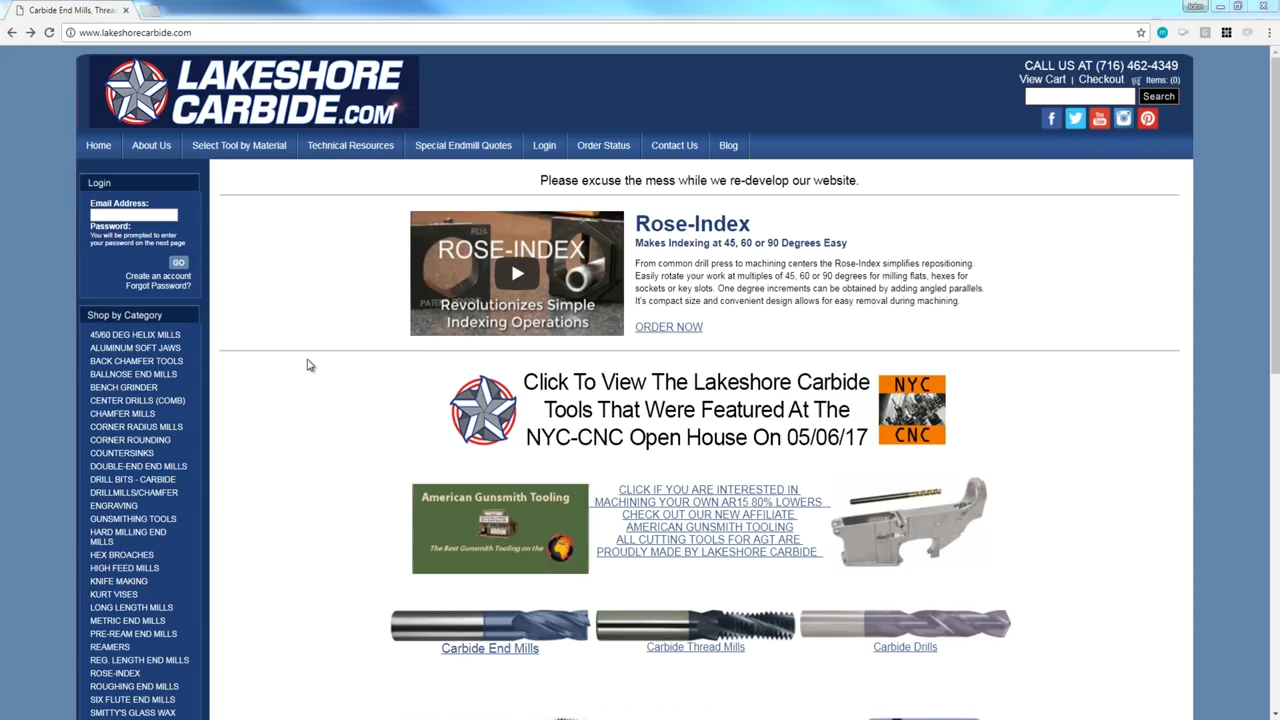 Carbide End Mills, Threa
John
www.lakeshorecarbide.com
LAKESHORE
CARBIDE.COM
CALL US AT (716) 462-4349
View Cart | Checkout Items: (0)
Search
Home
About Us
Select Tool by Material
Technical Resources
Special Endmill Quotes
Login
Order Status
Contact Us
Blog
Login
Email Address:
Password:
You will be prompted to enter
your password on the next page
GO
Create an account
Forgot Password?
Shop by Category
45/60 DEG HELIX MILLS
ALUMINUM SOFT JAWS
BACK CHAMFER TOOLS
BALLNOSE END MILLS
BENCH GRINDER
CENTER DRILLS (COMB)
CHAMFER MILLS
CORNER RADIUS MILLS
CORNER ROUNDING
COUNTERSINKS
DOUBLE-END END MILLS
DRILL BITS - CARBIDE
DRILLMILLS/CHAMFER
ENGRAVING
GUNSMITHING TOOLS
HARD MILLING END
MILLS
HEX BROACHES
HIGH FEED MILLS
KNIFE MAKING
KURT VISES
LONG LENGTH MILLS
METRIC END MILLS
PRE-REAM END MILLS
REAMERS
REG. LENGTH END MILLS
ROSE-INDEX
ROUGHING END MILLS
SIX FLUTE END MILLS
SMITTY'S GLASS WAX
Please excuse the mess while we re-develop our website.
ROSE-INDEX
Revolutionizes Simple
Indexing Operations
Rose-Index
Makes Indexing at 45, 60 or 90 Degrees Easy
From common drill press to machining centers the Rose-Index simplifies repositioning.
Easily rotate your work at multiples of 45, 60 or 90 degrees for milling flats, hexes for
sockets or key slots. One degree increments can be obtained by adding angled parallels.
It's compact size and convenient design allows for easy removal during machining.
ORDER NOW
Click To View The Lakeshore Carbide
Tools That Were Featured At The
NYC-CNC Open House On 05/06/17
NYC
CNC
American Gunsmith Tooling
The Best Gunsmith Tooling on the
CLICK IF YOU ARE INTERESTED IN
MACHINING YOUR OWN AR15 80% LOWERS
CHECK OUT OUR NEW AFFILIATE
AMERICAN GUNSMITH TOOLING
ALL CUTTING TOOLS FOR AGT ARE
PROUDLY MADE BY LAKESHORE CARBIDE
Carbide End Mills
Carbide Thread Mills
Carbide Drills